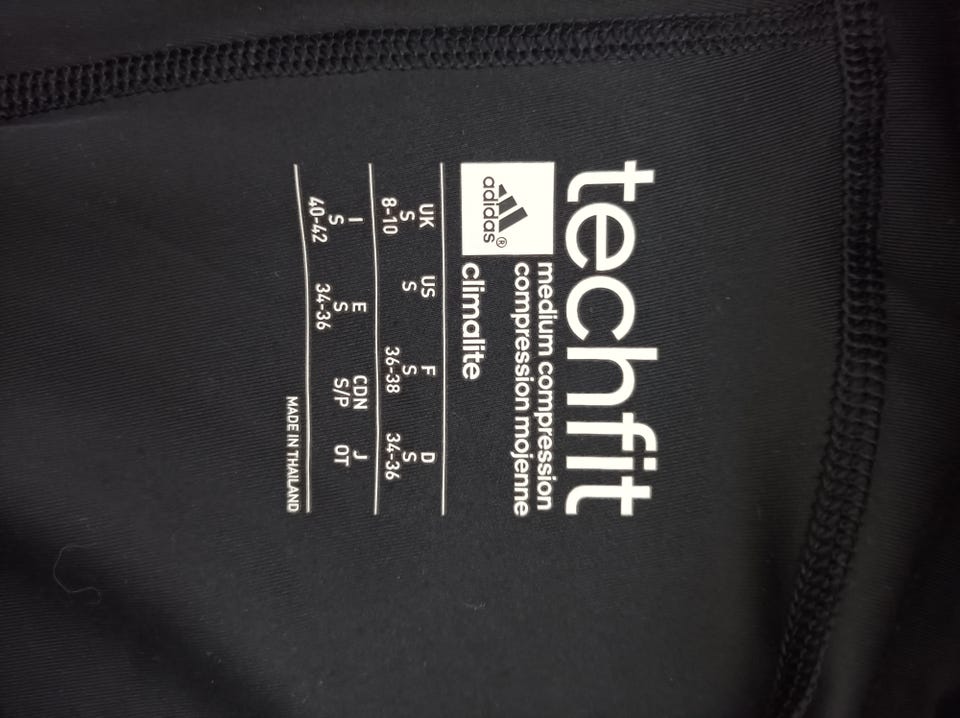 techfit
medium compression
compression mojenne
adidas®
climalite
UK US F D
S S S S
8-10 36-38 34-36
I E CDN J
S S S/P OT
40-42 34-36
MADE IN THAILAND